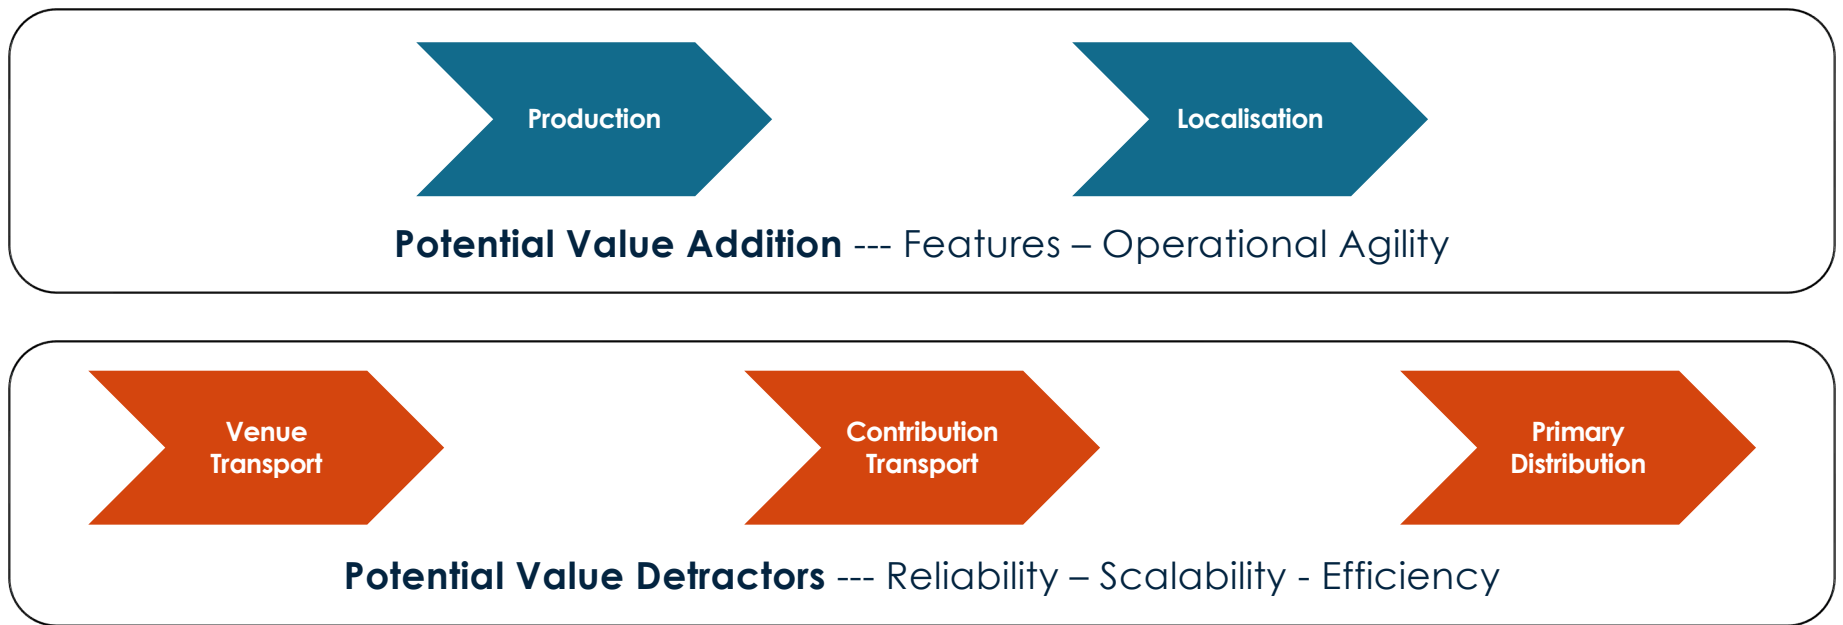 Production
Localisation
Potential Value Addition --- Features – Operational Agility
Venue
Transport
Contribution
Transport
Primary
Distribution
Potential Value Detractors --- Reliability – Scalability - Efficiency